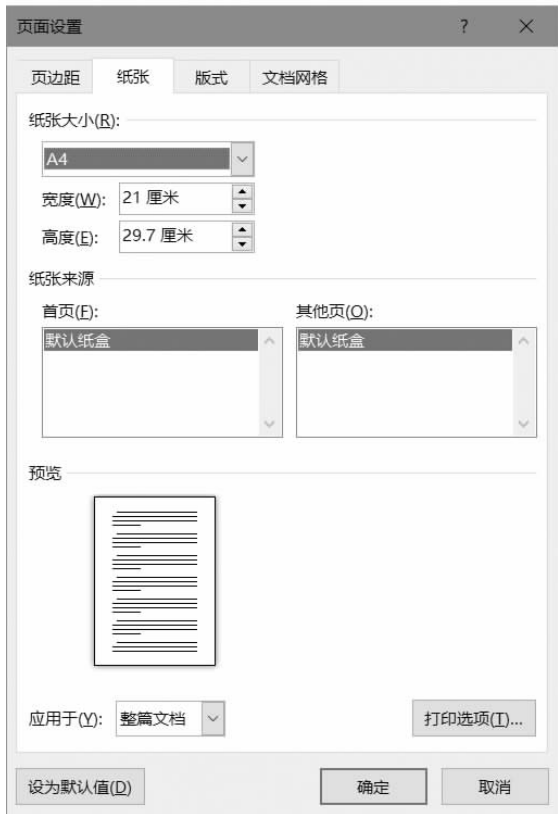 页面设置 ?
页边距 纸张 版式 文档网格
纸张大小(R):
A4
宽度(W): 21 厘米
高度(E): 29.7 厘米
纸张来源
首页(F): 其他页(O):
默认纸盒 默认纸盒
预览
应用于(Y): 整篇文档 打印选项(T)...
设为默认值(D) 确定 取消